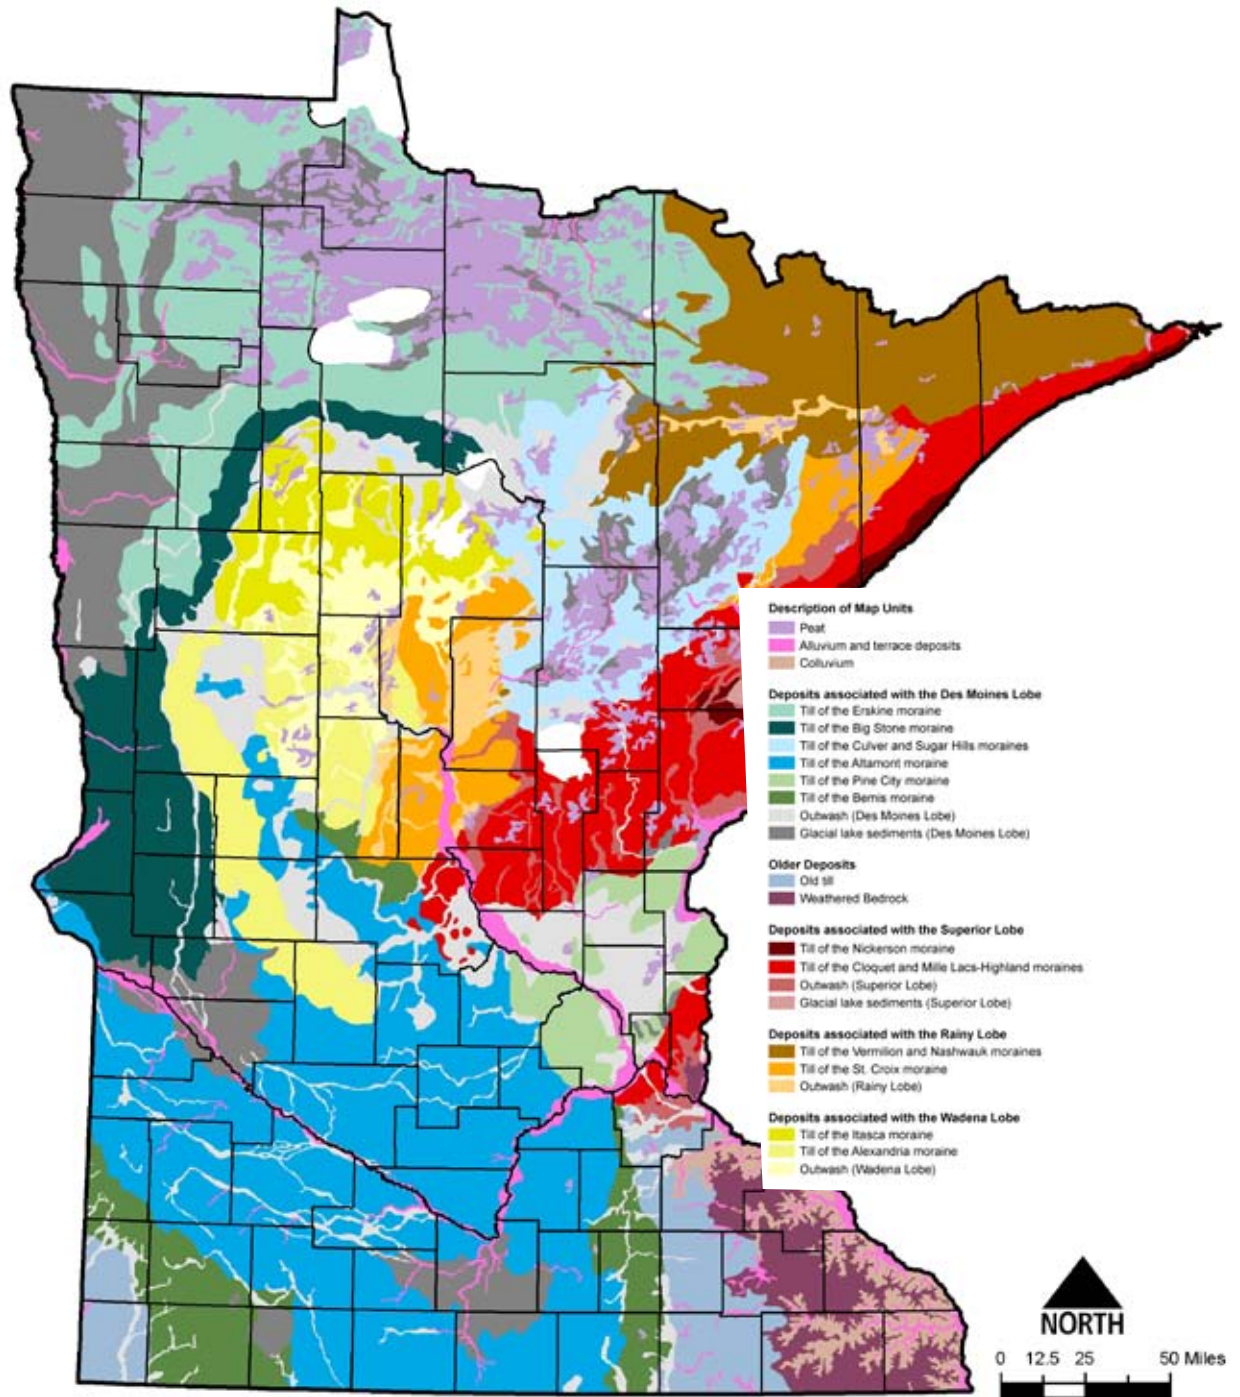 Description of Map Units
Peat
Alluvium and terrace deposits
Colluvium
Deposits associated with the Des Moines Lobe
Till of the Erskine moraine
Till of the Big Stone moraine
Till of the Culver and Sugar Hills moraines
Till of the Altamont moraine
Till of the Pine City moraine
Till of the Bemis moraine
Outwash (Des Moines Lobe)
Glacial lake sediments (Des Moines Lobe)
Older Deposits
Old till
Weathered Bedrock
Deposits associated with the Superior Lobe
Till of the Nickerson moraine
Till of the Cloquet and Mille Lacs-Highland moraines
Outwash (Superior Lobe)
Glacial lake sediments (Superior Lobe)
Deposits associated with the Rainy Lobe
Till of the Vermilion and Nashwauk moraines
Till of the St. Croix moraine
Outwash (Rainy Lobe)
Deposits associated with the Wadena Lobe
Till of the Itasca moraine
Till of the Alexandria moraine
Outwash (Wadena Lobe)
NORTH
0 12.5 25 50 Miles